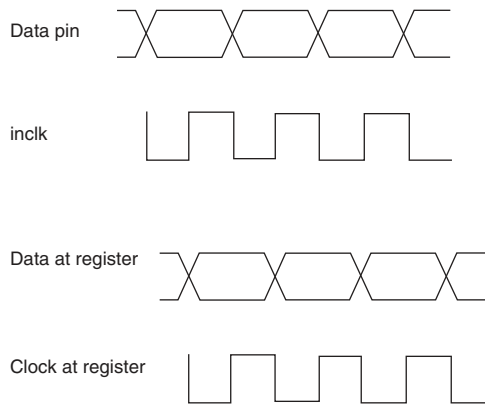 Data pin
inclk
Data at register
Clock at register